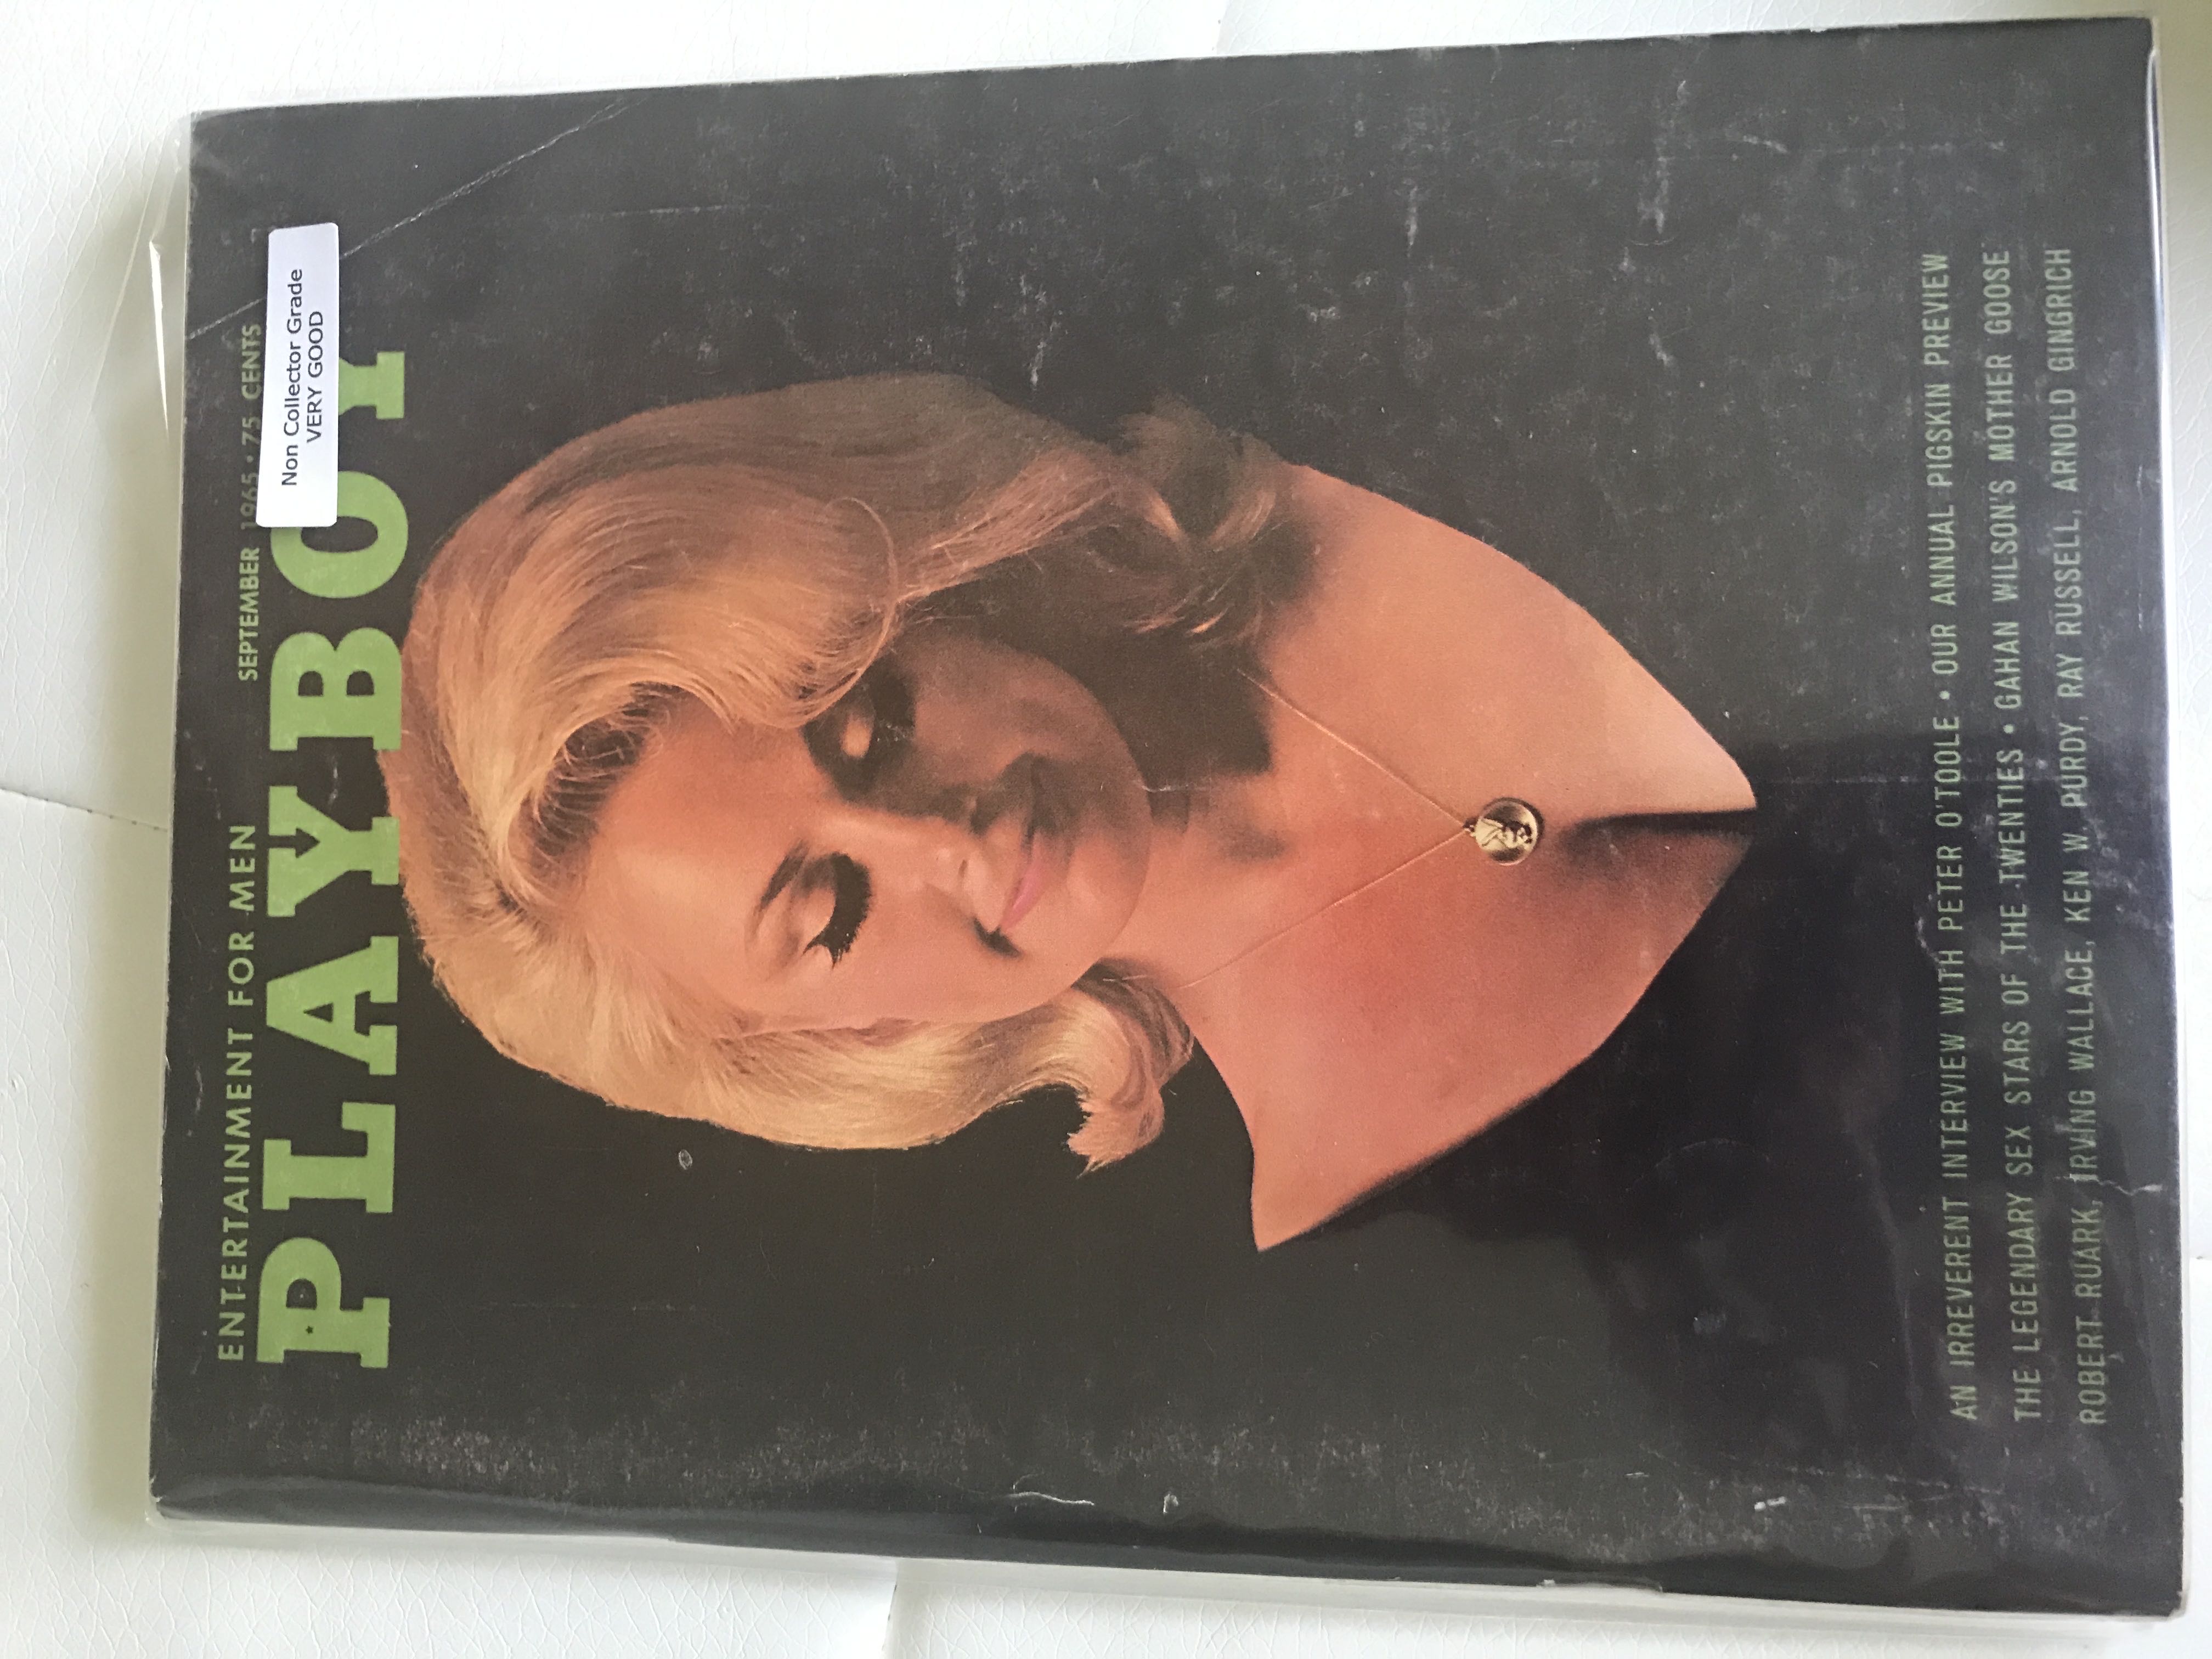 ENTERTAINMENT FOR MEN SEPTEMBER 1965 • 75 CENTS
PLAYBOY
Non Collector Grade
VERY GOOD
AN IRREVERENT INTERVIEW WITH PETER O'TOOLE • OUR ANNUAL PIGSKIN PREVIEW
THE LEGENDARY SEX STARS OF THE TWENTIES • GAHAN WILSON'S MOTHER GOOSE
ROBERT RUARK, IRVING WALLACE, KEN W. PURDY, RAY RUSSELL, ARNOLD GINGRICH